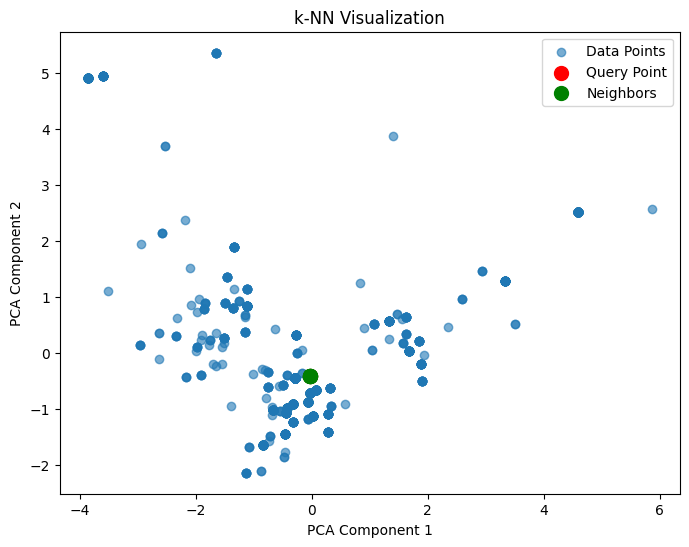 k-NN Visualization
Data Points
Query Point
Neighbors
5
4
3
2
1
0
−1
−2
PCA Component 2
−4
−2
0
2
4
6
PCA Component 1